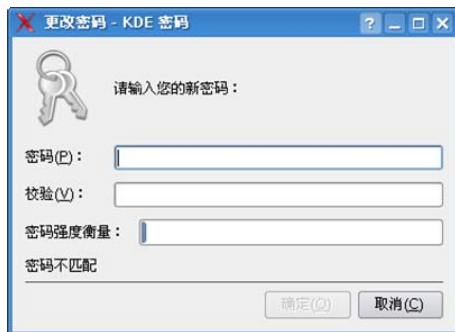 更改密码 - KDE 密码
请输入您的新密码：
密码(P)：
校验(V)：
密码强度衡量：
密码不匹配
确定(O) 取消(C)